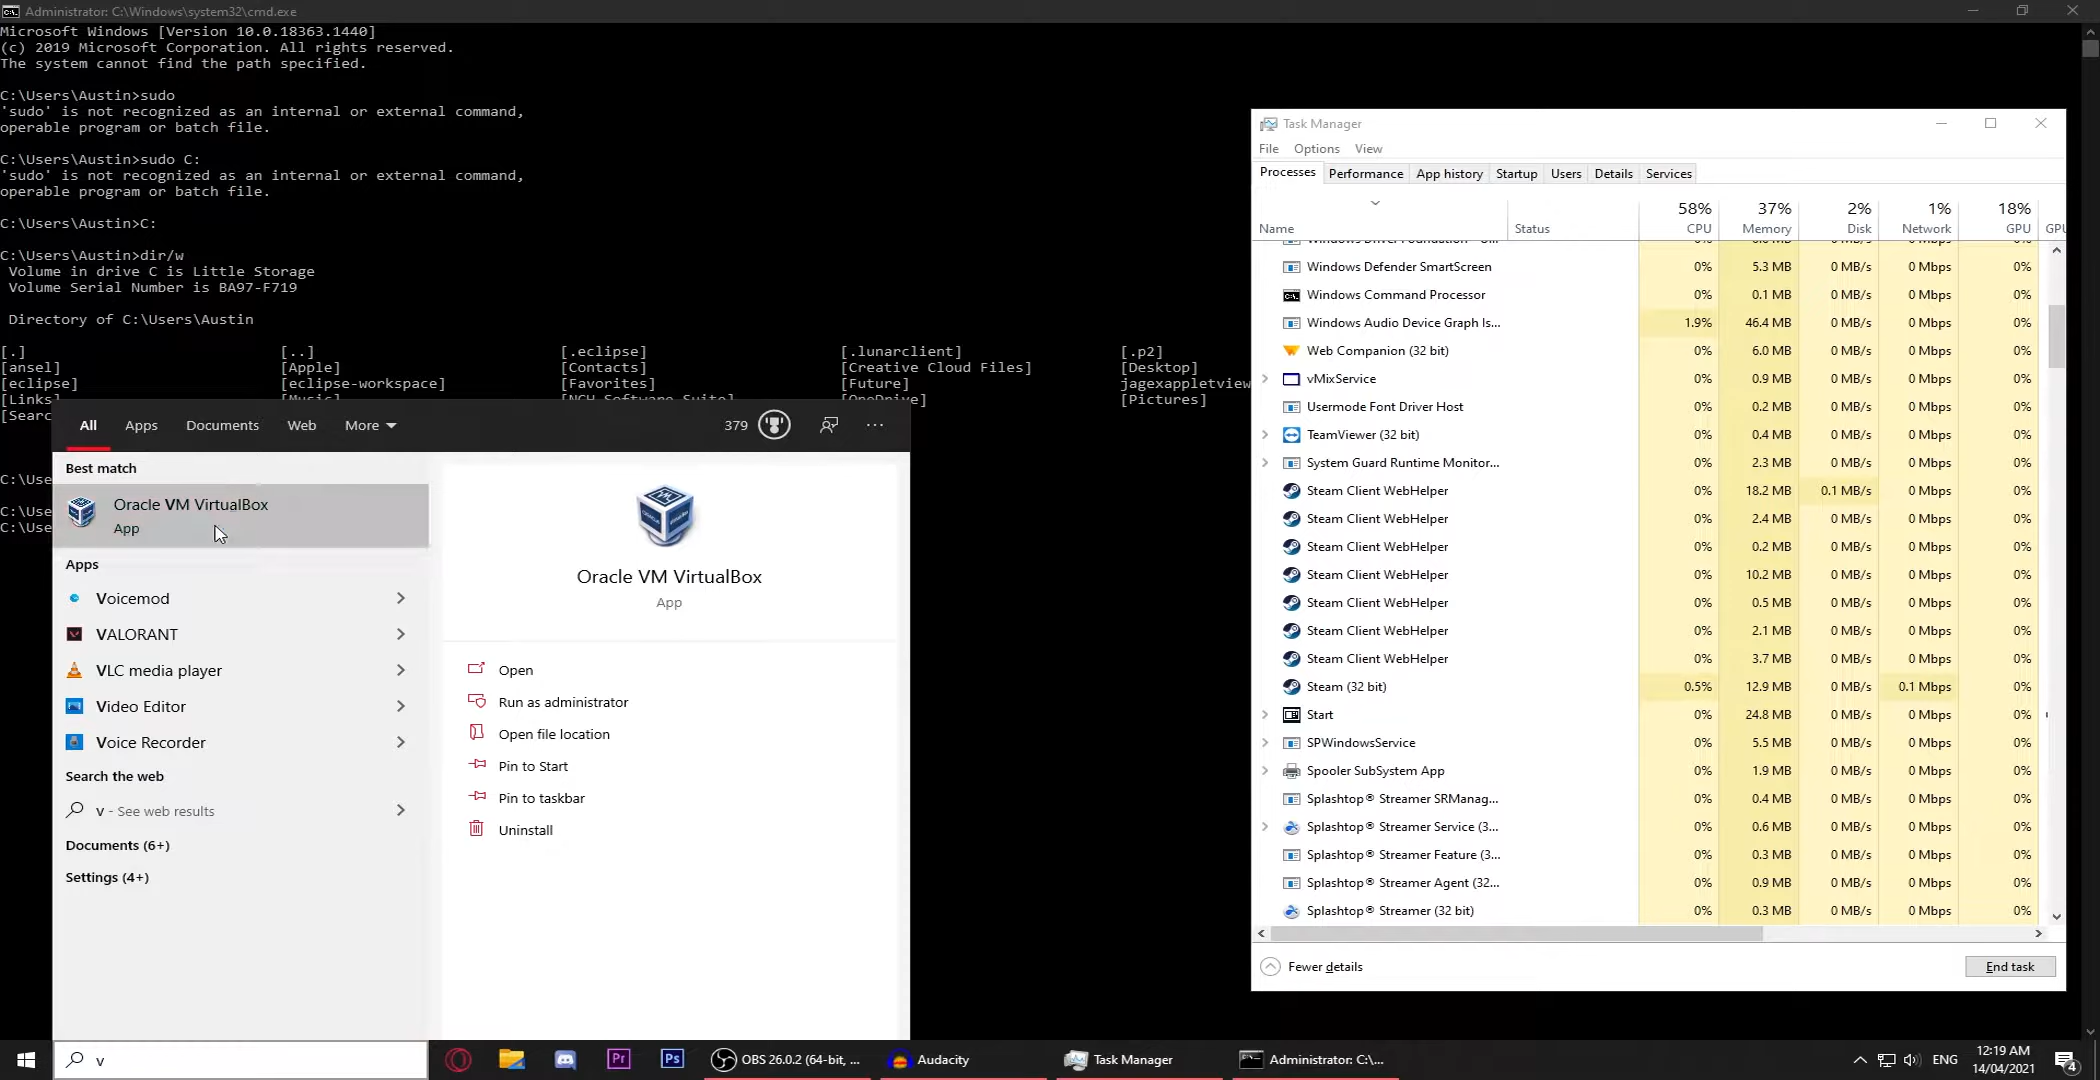 Administrator: C:\Windows\system32\cmd.exe
Microsoft Windows [Version 10.0.18363.1440]
(c) 2019 Microsoft Corporation. All rights reserved.
The system cannot find the path specified.
C:\Users\Austin>sudo
'sudo' is not recognized as an internal or external command,
operable program or batch file.
C:\Users\Austin>sudo C:
'sudo' is not recognized as an internal or external command,
operable program or batch file.
C:\Users\Austin>C:
C:\Users\Austin>dir/w
Volume in drive C is Little Storage
Volume Serial Number is BA97-F719
Directory of C:\Users\Austin
[.] [..] [.eclipse] [.lunarclient] [.p2]
[ansel] [Apple] [Contacts] [Creative Cloud Files] [Desktop]
[eclipse] [eclipse-workspace] [Favorites] [Future] jagexappletview
[Links] [Music] [NCH Software Suite] [OneDrive] [Pictures]
[Searc
C:\Use
C:\Use
C:\Use
All Apps Documents Web More 379 ...
Best match
Oracle VM VirtualBox
App
Apps
Voicemod
VALORANT
VLC media player
Video Editor
Voice Recorder
Search the web
v - See web results
Documents (6+)
Settings (4+)
Oracle VM VirtualBox
App
Open
Run as administrator
Open file location
Pin to Start
Pin to taskbar
Uninstall
Task Manager
File Options View
Processes Performance App history Startup Users Details Services
58% 37% 2% 1% 18%
Name Status CPU Memory Disk Network GPU GPU
Windows Defender SmartScreen 0% 5.3 MB 0 MB/s 0 Mbps 0%
Windows Command Processor 0% 0.1 MB 0 MB/s 0 Mbps 0%
Windows Audio Device Graph Is... 1.9% 46.4 MB 0 MB/s 0 Mbps 0%
Web Companion (32 bit) 0% 6.0 MB 0 MB/s 0 Mbps 0%
vMixService 0% 0.9 MB 0 MB/s 0 Mbps 0%
Usermode Font Driver Host 0% 0.2 MB 0 MB/s 0 Mbps 0%
TeamViewer (32 bit) 0% 0.4 MB 0 MB/s 0 Mbps 0%
System Guard Runtime Monitor... 0% 2.3 MB 0 MB/s 0 Mbps 0%
Steam Client WebHelper 0% 18.2 MB 0.1 MB/s 0 Mbps 0%
Steam Client WebHelper 0% 2.4 MB 0 MB/s 0 Mbps 0%
Steam Client WebHelper 0% 0.2 MB 0 MB/s 0 Mbps 0%
Steam Client WebHelper 0% 10.2 MB 0 MB/s 0 Mbps 0%
Steam Client WebHelper 0% 0.5 MB 0 MB/s 0 Mbps 0%
Steam Client WebHelper 0% 2.1 MB 0 MB/s 0 Mbps 0%
Steam Client WebHelper 0% 3.7 MB 0 MB/s 0 Mbps 0%
Steam (32 bit) 0.5% 12.9 MB 0 MB/s 0.1 Mbps 0%
Start 0% 24.8 MB 0 MB/s 0 Mbps 0%
SPWindowsService 0% 5.5 MB 0 MB/s 0 Mbps 0%
Spooler SubSystem App 0% 1.9 MB 0 MB/s 0 Mbps 0%
Splashtop® Streamer SRManag... 0% 0.4 MB 0 MB/s 0 Mbps 0%
Splashtop® Streamer Service (3... 0% 0.6 MB 0 MB/s 0 Mbps 0%
Splashtop® Streamer Feature (3... 0% 0.3 MB 0 MB/s 0 Mbps 0%
Splashtop® Streamer Agent (32... 0% 0.9 MB 0 MB/s 0 Mbps 0%
Splashtop® Streamer (32 bit) 0% 0.3 MB 0 MB/s 0 Mbps 0%
Fewer details End task
v Pr Ps OBS 26.0.2 (64-bit, ... Audacity Task Manager Administrator: C:\... ENG 12:19 AM
14/04/2021 4